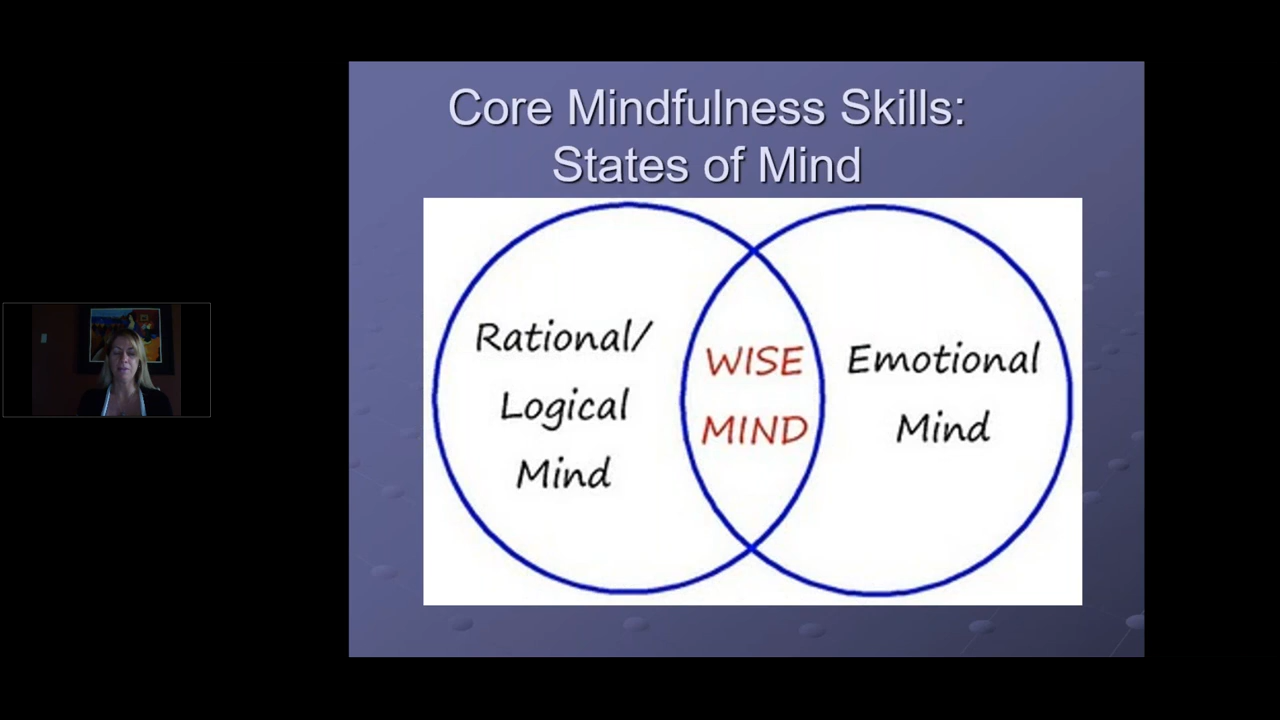 Core Mindfulness Skills:
States of Mind
Rational/
Logical
Mind
WISE
MIND
Emotional
Mind